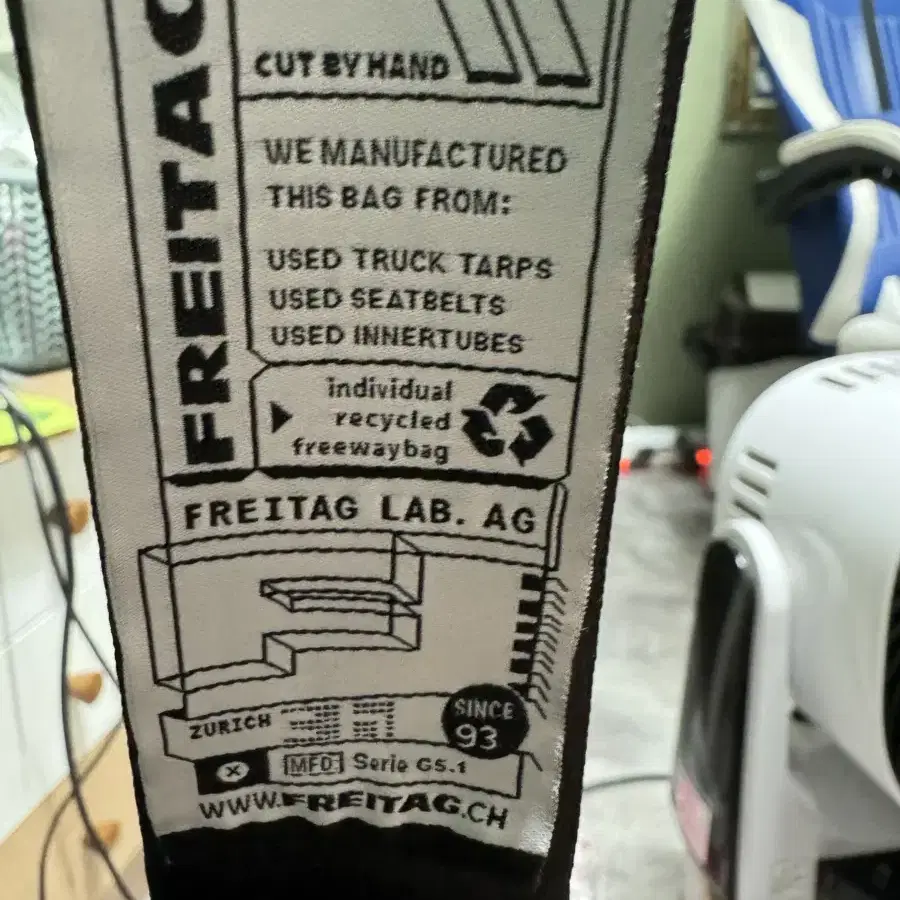 FREITAG
CUT BY HAND
WE MANUFACTURED
THIS BAG FROM:
USED TRUCK TARPS
USED SEATBELTS
USED INNERTUBES
individual
recycled
freewaybag
FREITAG LAB. AG
ZURICH
SINCE
93
MFD Serie G5.1
WWW.FREITAG.CH